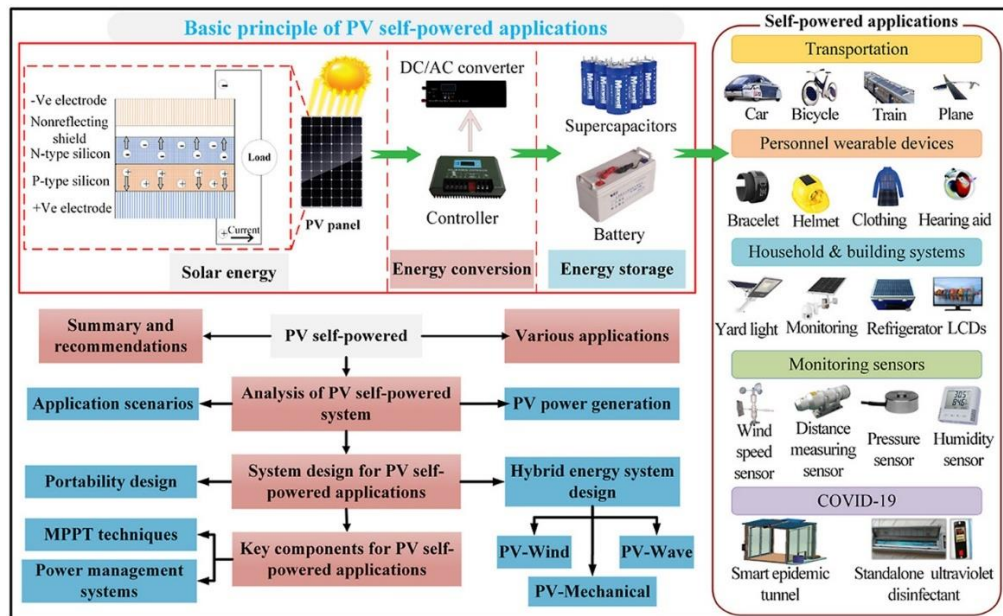 Basic principle of PV self-powered applications
-Ve electrode
Nonreflecting
shield
N-type silicon
P-type silicon
+Ve electrode
Load
Current
PV panel
Solar energy
DC/AC converter
Controller
Energy conversion
Supercapacitors
Battery
Energy storage
Summary and
recommendations
PV self-powered
Various applications
Application scenarios
Analysis of PV self-powered
system
PV power generation
Portability design
System design for PV self-
powered applications
Hybrid energy system
design
MPPT techniques
Power management
systems
Key components for PV self-
powered applications
PV-Wind
PV-Wave
PV-Mechanical
Self-powered applications
Transportation
Car
Bicycle
Train
Plane
Personnel wearable devices
Bracelet
Helmet
Clothing
Hearing aid
Household & building systems
Yard light
Monitoring
Refrigerator
LCDs
Monitoring sensors
Wind
speed
sensor
Distance
measuring
sensor
Pressure
sensor
Humidity
sensor
COVID-19
Smart epidemic
tunnel
Standalone ultraviolet
disinfectant